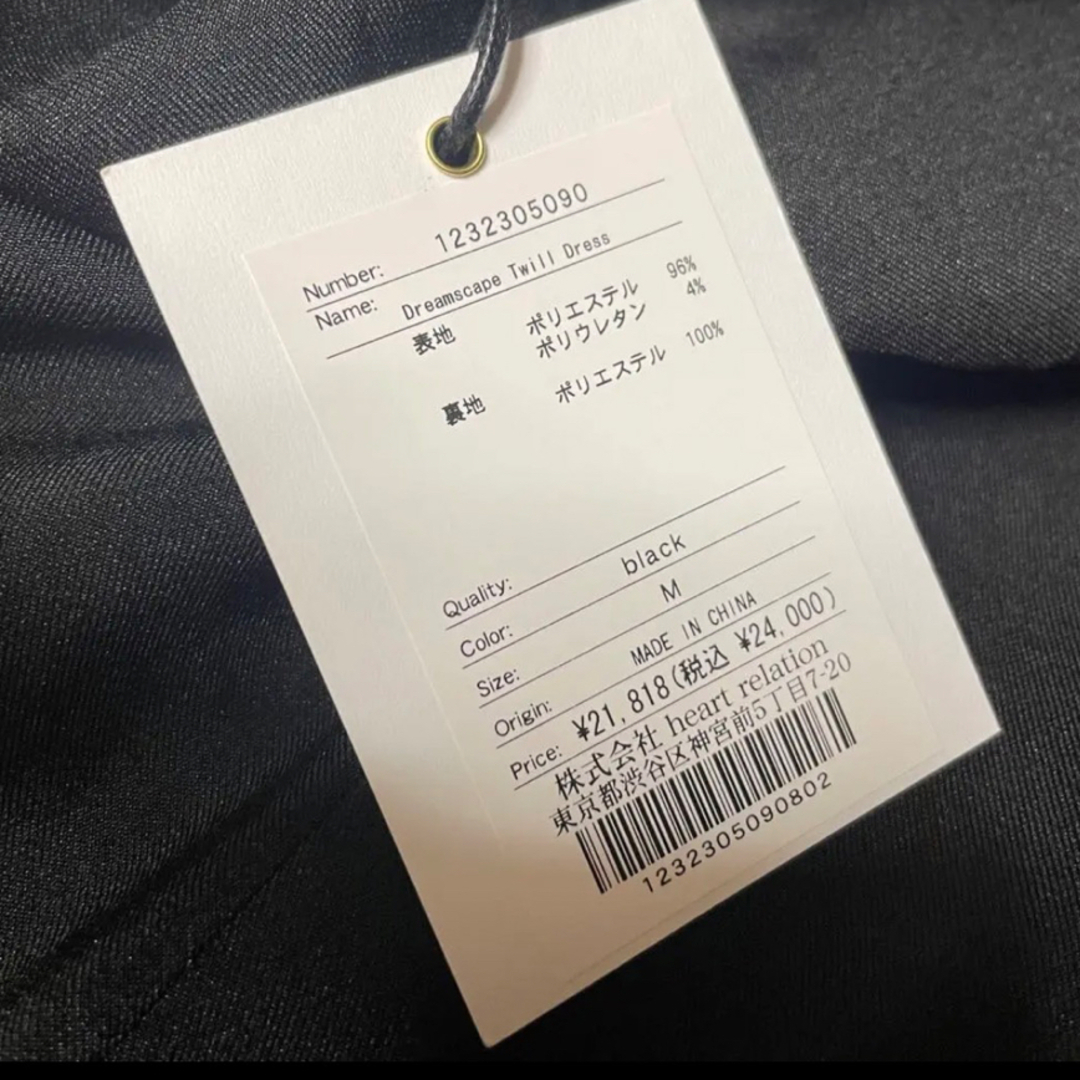 Number: 1232305090
Name: Dreamscape Twill Dress
表地 ポリエステル 96%
ポリウレタン 4%
裏地 ポリエステル 100%
Quality:
Color: black
Size: M
Origin: MADE IN CHINA
Price: ¥21,818(税込 ¥24,000)
株式会社 heart relation
東京都渋谷区神宮前5丁目7-20
1232305090802